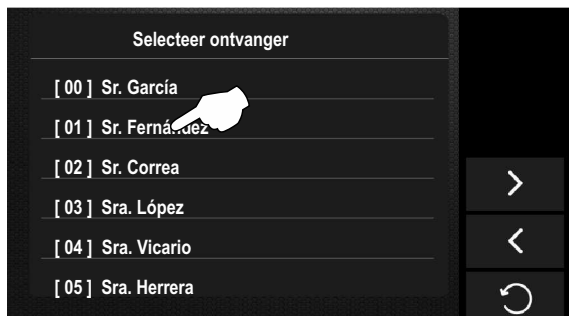 Selecteer ontvanger
[ 00 ] Sr. García
[ 01 ] Sr. Fernández
[ 02 ] Sr. Correa
[ 03 ] Sra. López
[ 04 ] Sra. Vicario
[ 05 ] Sra. Herrera